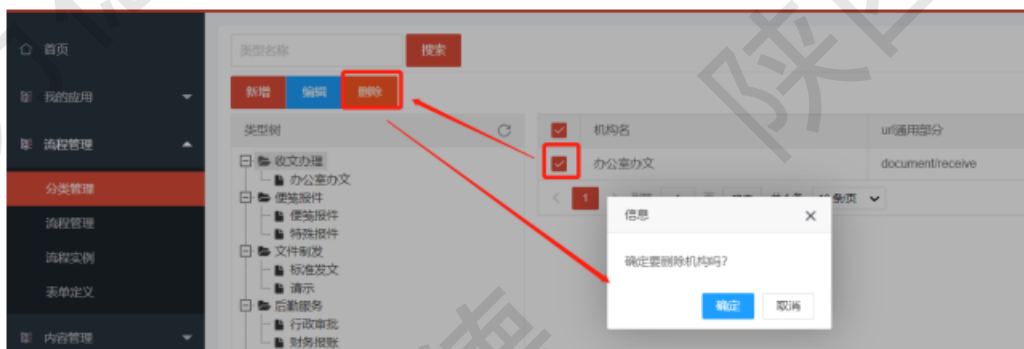 首页
类型名称
搜索
我的应用
新增
编辑
删除
流程管理
类型树
机构名
url通用部分
收文办理
办公室办文
document/receive
办公室办文
分类管理
便笺报件
1
便笺报件
信息
流程管理
特殊报件
文件制发
确定要删除机构吗?
流程实例
标准发文
请示
表单定义
后勤服务
确定
取消
行政审批
内容管理
财务报账